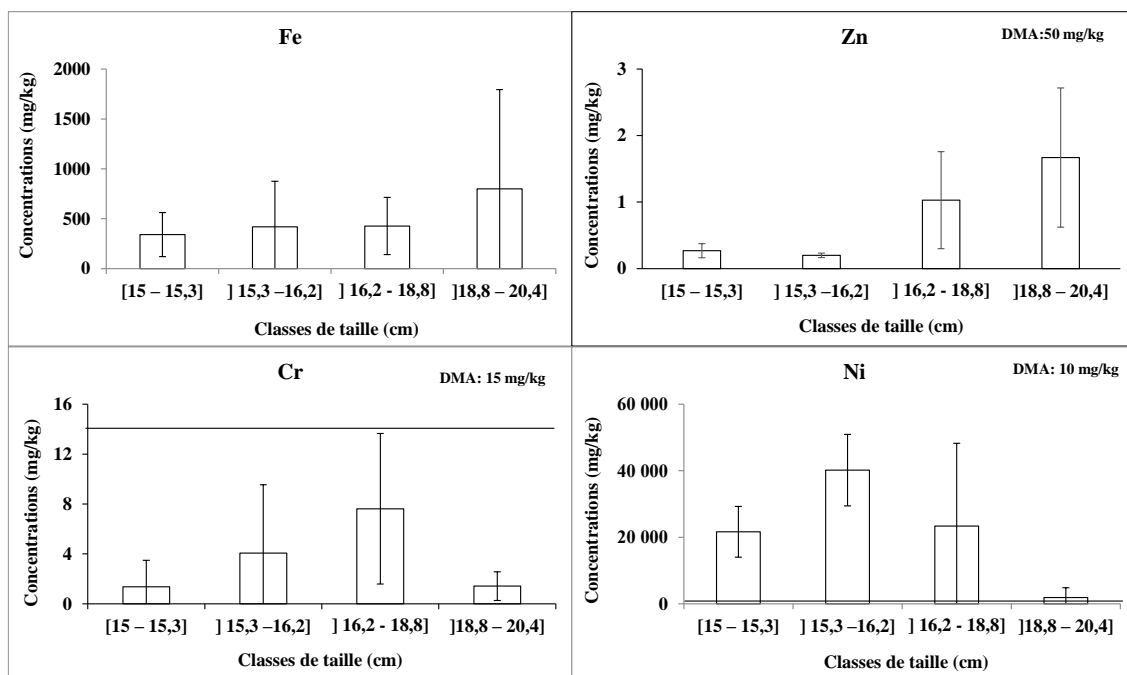 Fe
Concentrations (mg/kg)
2000
1500
1000
500
0
[15 – 15,3]
] 15,3 –16,2]
] 16,2 - 18,8]
]18,8 – 20,4]
Classes de taille (cm)
Zn
DMA:50 mg/kg
Concentrations (mg/kg)
3
2
1
0
[15 – 15,3]
] 15,3 –16,2]
] 16,2 - 18,8]
]18,8 – 20,4]
Classes de taille (cm)
Cr
DMA: 15 mg/kg
Concentrations (mg/kg)
16
12
8
4
0
[15 – 15,3]
] 15,3 –16,2]
] 16,2 - 18,8]
]18,8 – 20,4]
Classes de taille (cm)
Ni
DMA: 10 mg/kg
Concentrations (mg/kg)
60 000
40 000
20 000
0
[15 – 15,3]
] 15,3 –16,2]
] 16,2 - 18,8]
]18,8 – 20,4]
Classes de taille (cm)